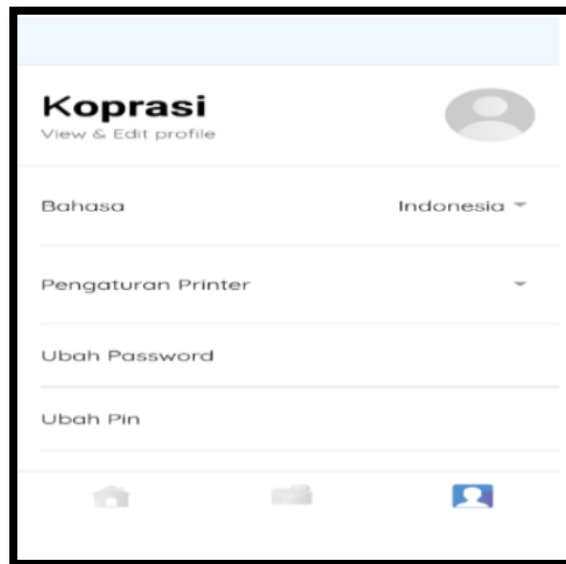 Koprasi
View & Edit profile
Bahasa Indonesia
Pengaturan Printer
Ubah Password
Ubah Pin